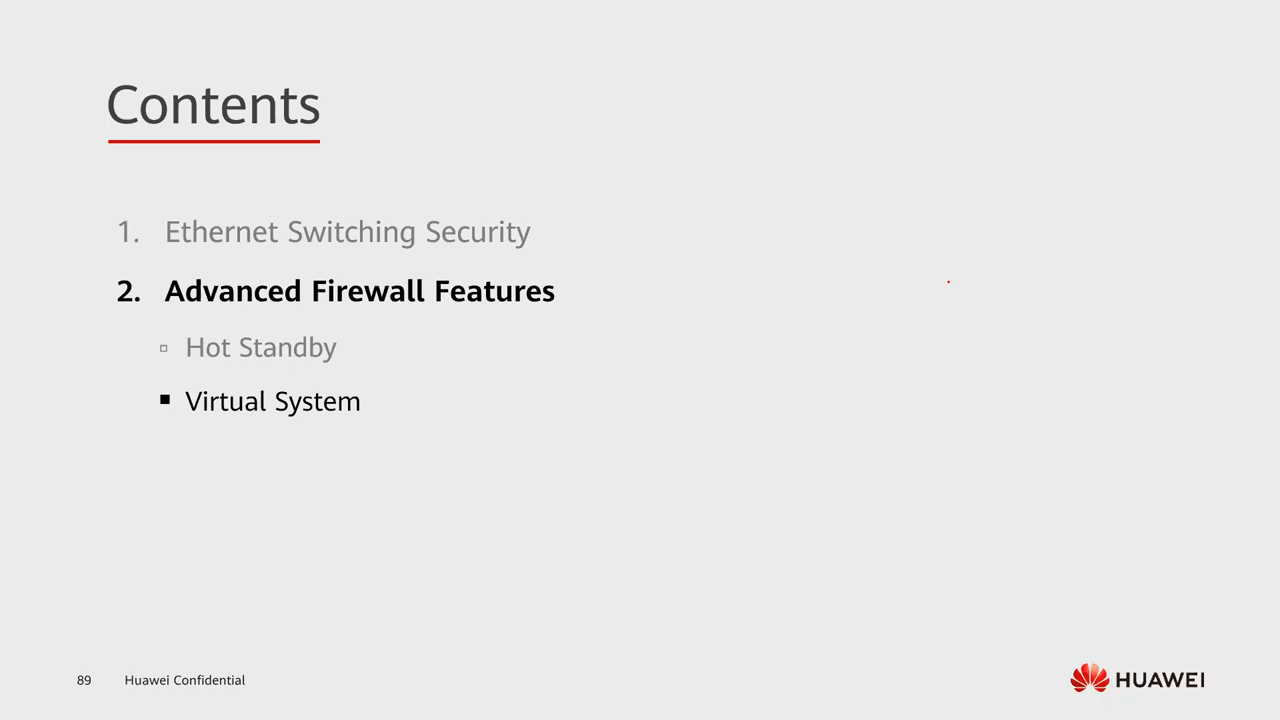 Contents
1. Ethernet Switching Security
2. Advanced Firewall Features
▫ Hot Standby
▪ Virtual System
89 Huawei Confidential
HUAWEI